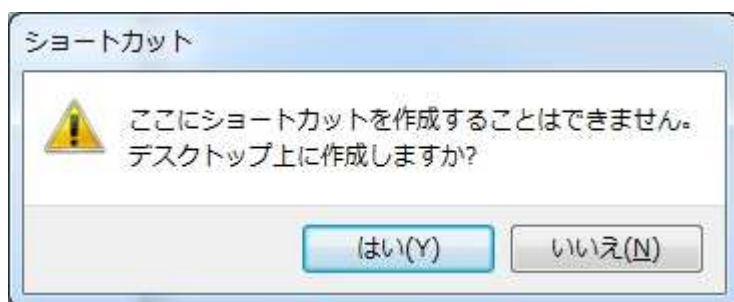 ショートカット
ここにショートカットを作成することはできません。
デスクトップ上に作成しますか?
はい(Y) いいえ(N)